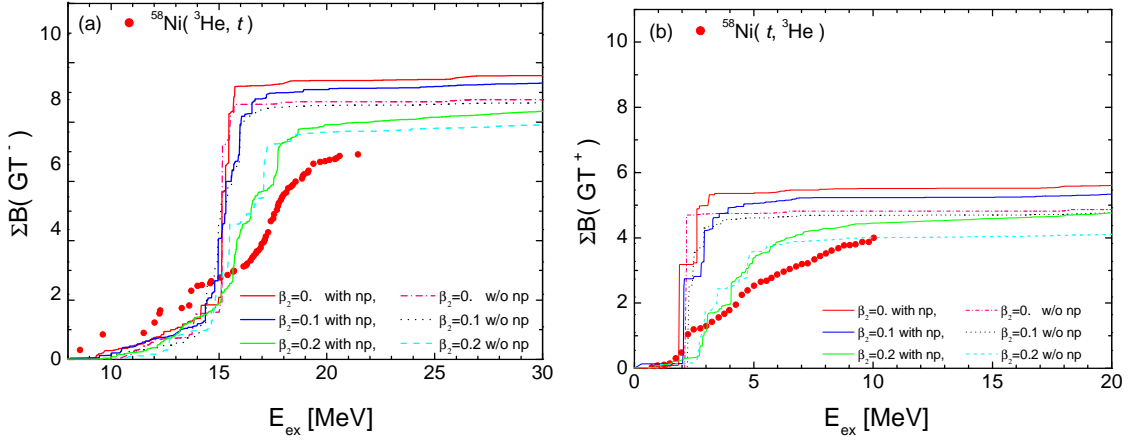 (a) ⁵⁸Ni( ³He, t )
ΣB( GT⁻ )
10
8
6
4
2
0
β₂=0. with np, β₂=0. w/o np
β₂=0.1 with np, β₂=0.1 w/o np
β₂=0.2 with np, β₂=0.2 w/o np
10 15 20 25 30
E_ex [MeV]
(b) ⁵⁸Ni( t, ³He )
ΣB( GT⁺ )
10
8
6
4
2
0
β₂=0. with np, β₂=0. w/o np
β₂=0.1 with np, β₂=0.1 w/o np
β₂=0.2 with np, β₂=0.2 w/o np
0 5 10 15 20
E_ex [MeV]